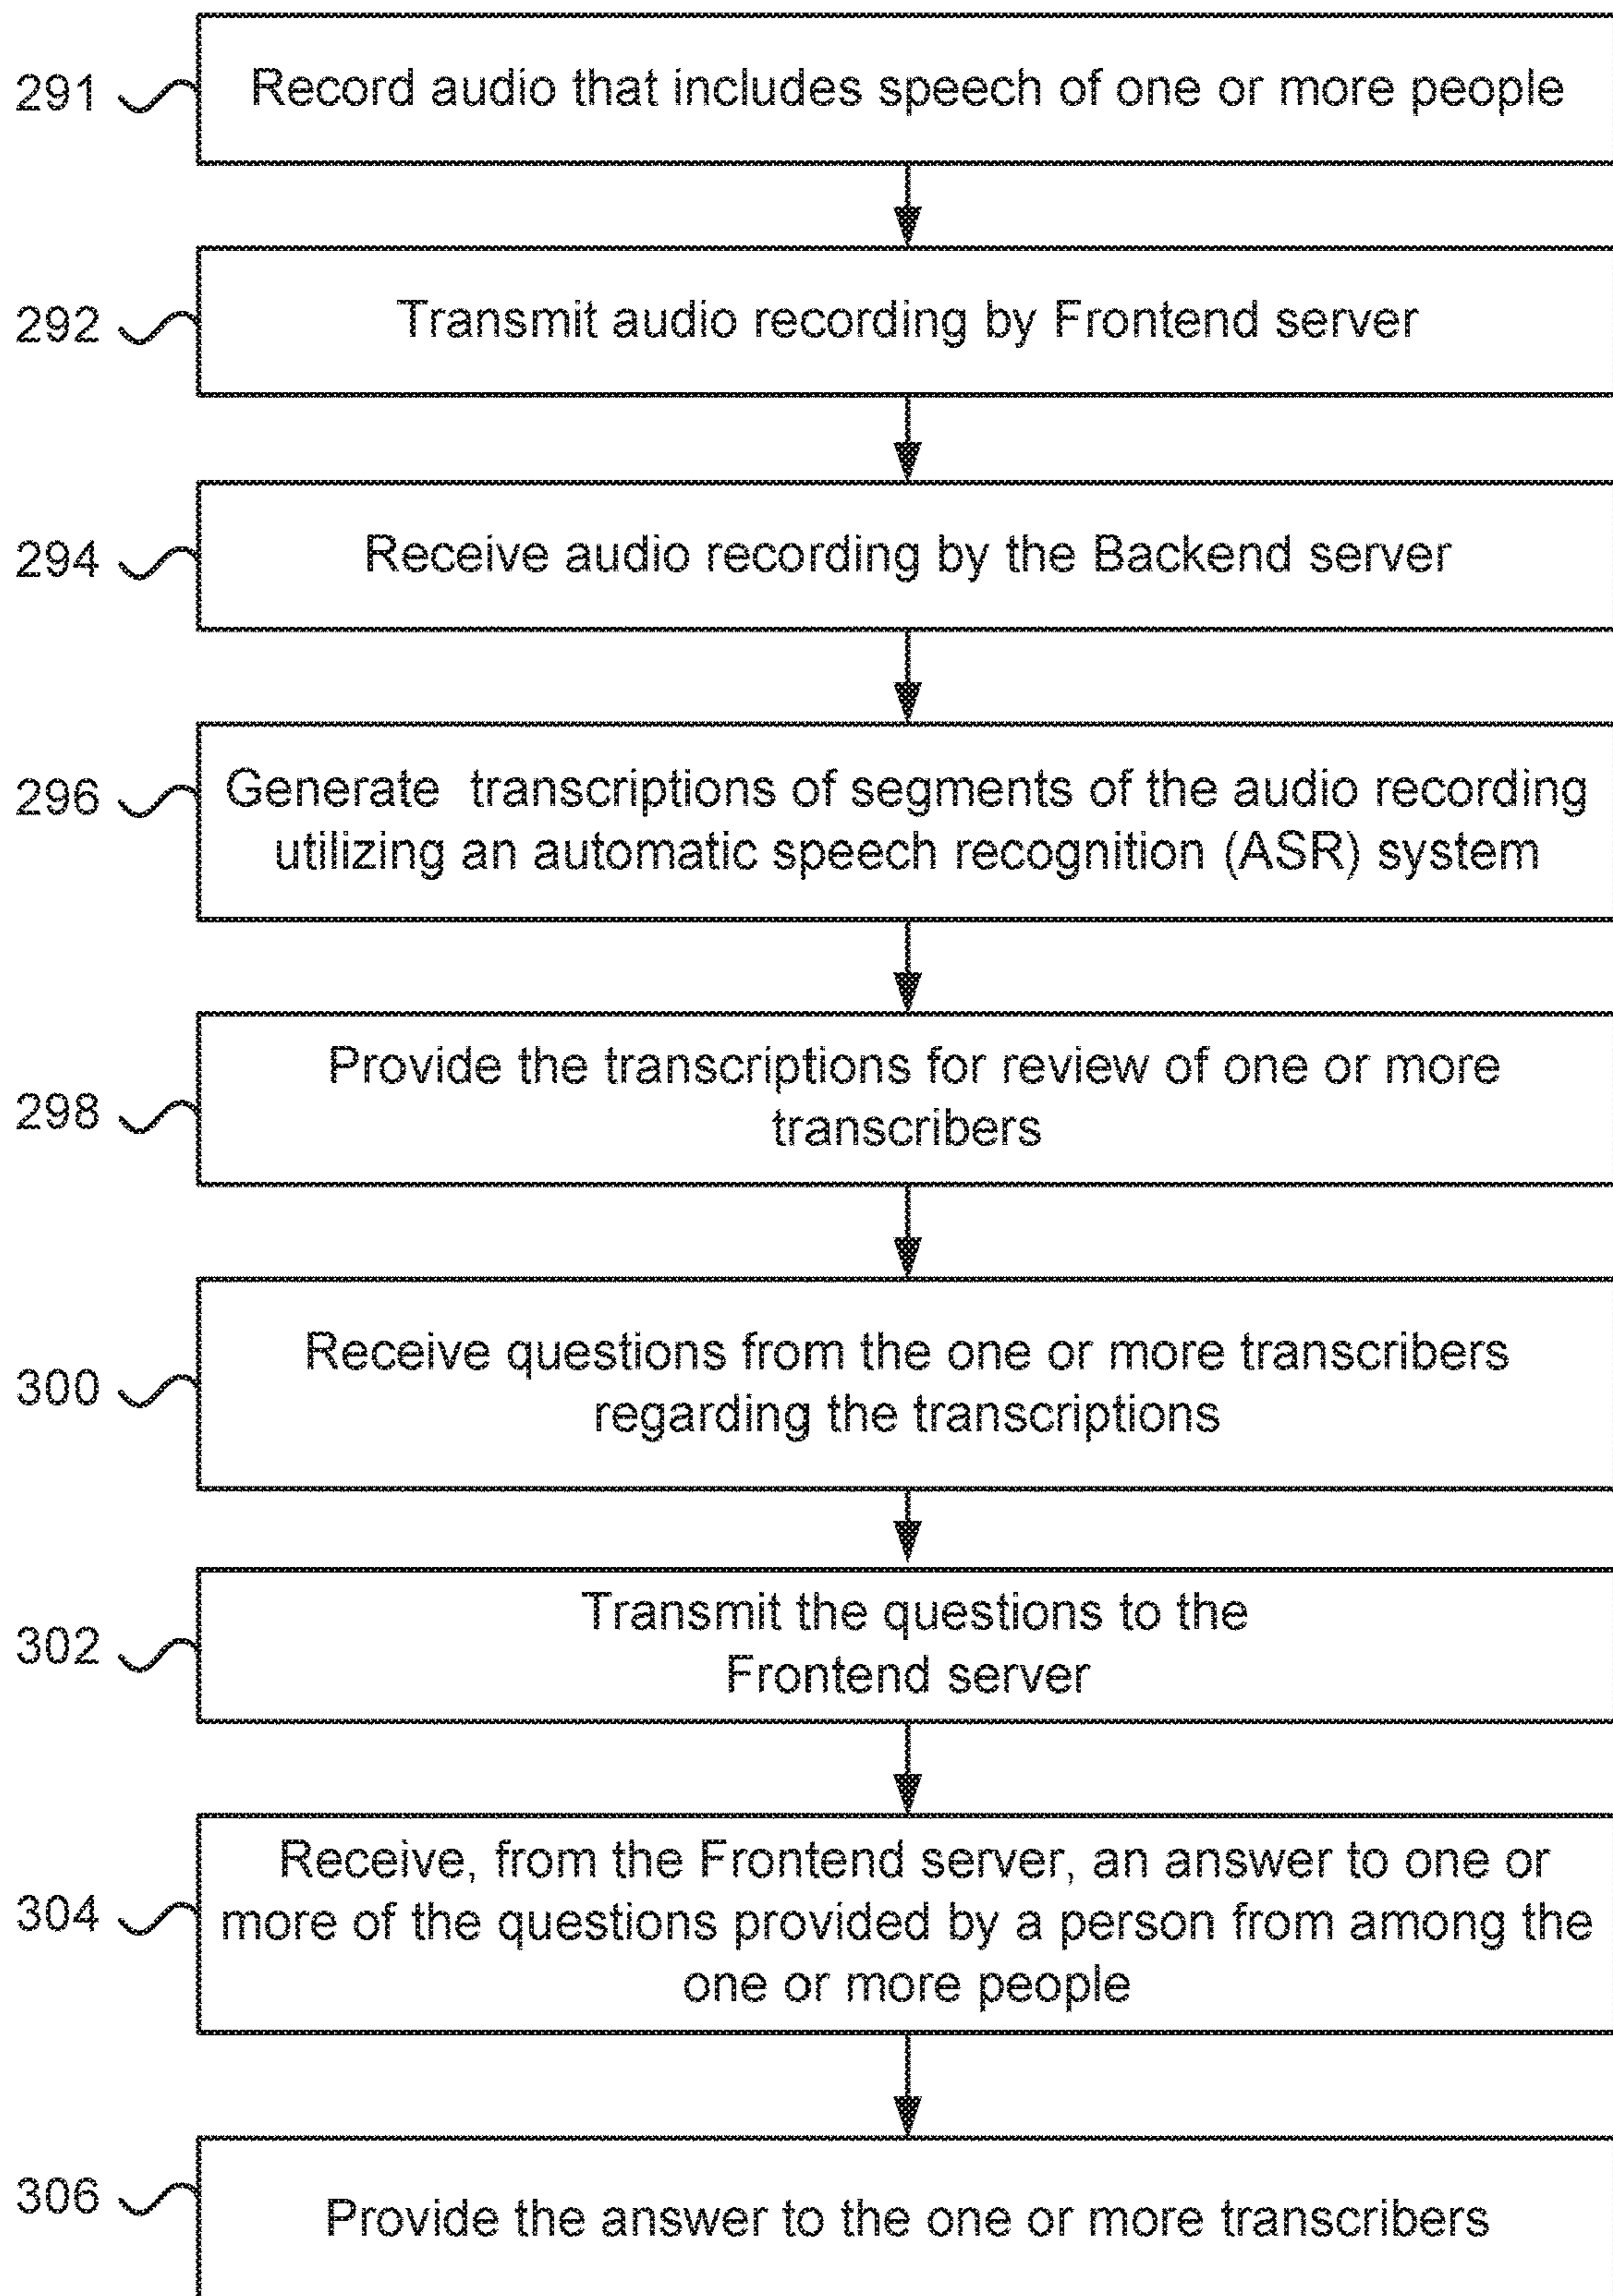 291 Record audio that includes speech of one or more people
292 Transmit audio recording by Frontend server
294 Receive audio recording by the Backend server
296 Generate transcriptions of segments of the audio recording
utilizing an automatic speech recognition (ASR) system
298 Provide the transcriptions for review of one or more
transcribers
300 Receive questions from the one or more transcribers
regarding the transcriptions
302 Transmit the questions to the
Frontend server
304 Receive, from the Frontend server, an answer to one or
more of the questions provided by a person from among the
one or more people
306 Provide the answer to the one or more transcribers